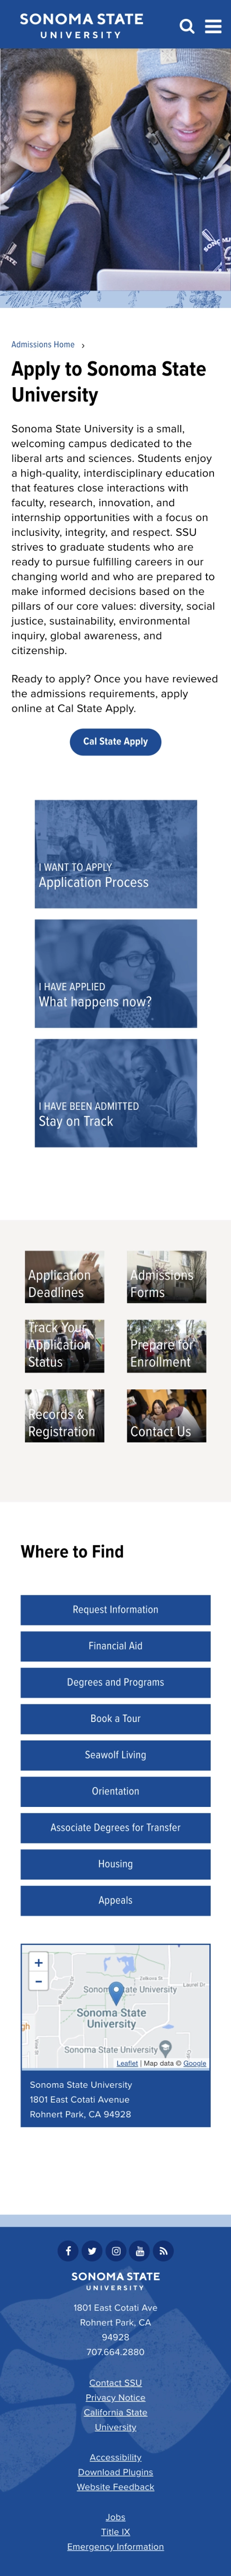 SONOMA STATE
UNIVERSITY
Admissions Home ›
Apply to Sonoma State
University
Sonoma State University is a small,
welcoming campus dedicated to the
liberal arts and sciences. Students enjoy
a high-quality, interdisciplinary education
that features close interactions with
faculty, research, innovation, and
internship opportunities with a focus on
inclusivity, integrity, and respect. SSU
strives to graduate students who are
ready to pursue fulfilling careers in our
changing world and who are prepared to
make informed decisions based on the
pillars of our core values: diversity, social
justice, sustainability, environmental
inquiry, global awareness, and
citizenship.
Ready to apply? Once you have reviewed
the admissions requirements, apply
online at Cal State Apply.
Cal State Apply
I WANT TO APPLY
Application Process
I HAVE APPLIED
What happens now?
I HAVE BEEN ADMITTED
Stay on Track
Application
Deadlines
Admissions
Forms
Track Your
Application
Status
Prepare for
Enrollment
Records &
Registration
Contact Us
Where to Find
Request Information
Financial Aid
Degrees and Programs
Book a Tour
Seawolf Living
Orientation
Associate Degrees for Transfer
Housing
Appeals
+
−
Zelkova St
Laurel Dr
Sonoma State University
Sonoma State
University
gh
Sonoma State University
Leaflet | Map data © Google
Sonoma State University
1801 East Cotati Avenue
Rohnert Park, CA 94928
SONOMA STATE
UNIVERSITY
1801 East Cotati Ave
Rohnert Park, CA
94928
707.664.2880
Contact SSU
Privacy Notice
California State
University
Accessibility
Download Plugins
Website Feedback
Jobs
Title IX
Emergency Information